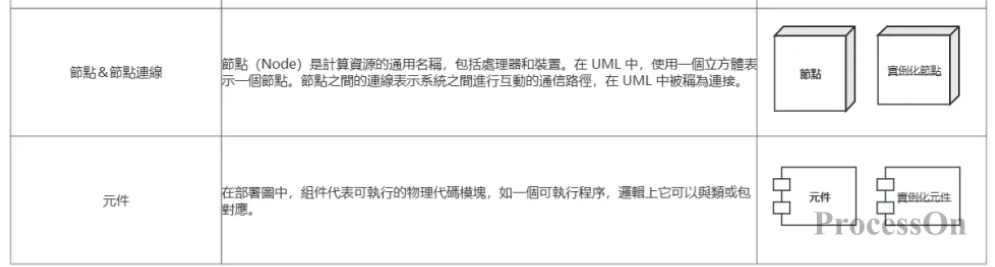 節點&節點連線
節點（Node）是計算資源的通用名稱，包括處理器和裝置。在 UML 中，使用一個立方體表
示一個節點。節點之間的連線表示系統之間進行互動的通信路徑，在 UML 中被稱為連接。
節點
實例化節點
元件
在部署圖中，組件代表可執行的物理代碼模塊，如一個可執行程序，邏輯上它可以與類或包
對應。
元件
實例化元件
ProcessOn